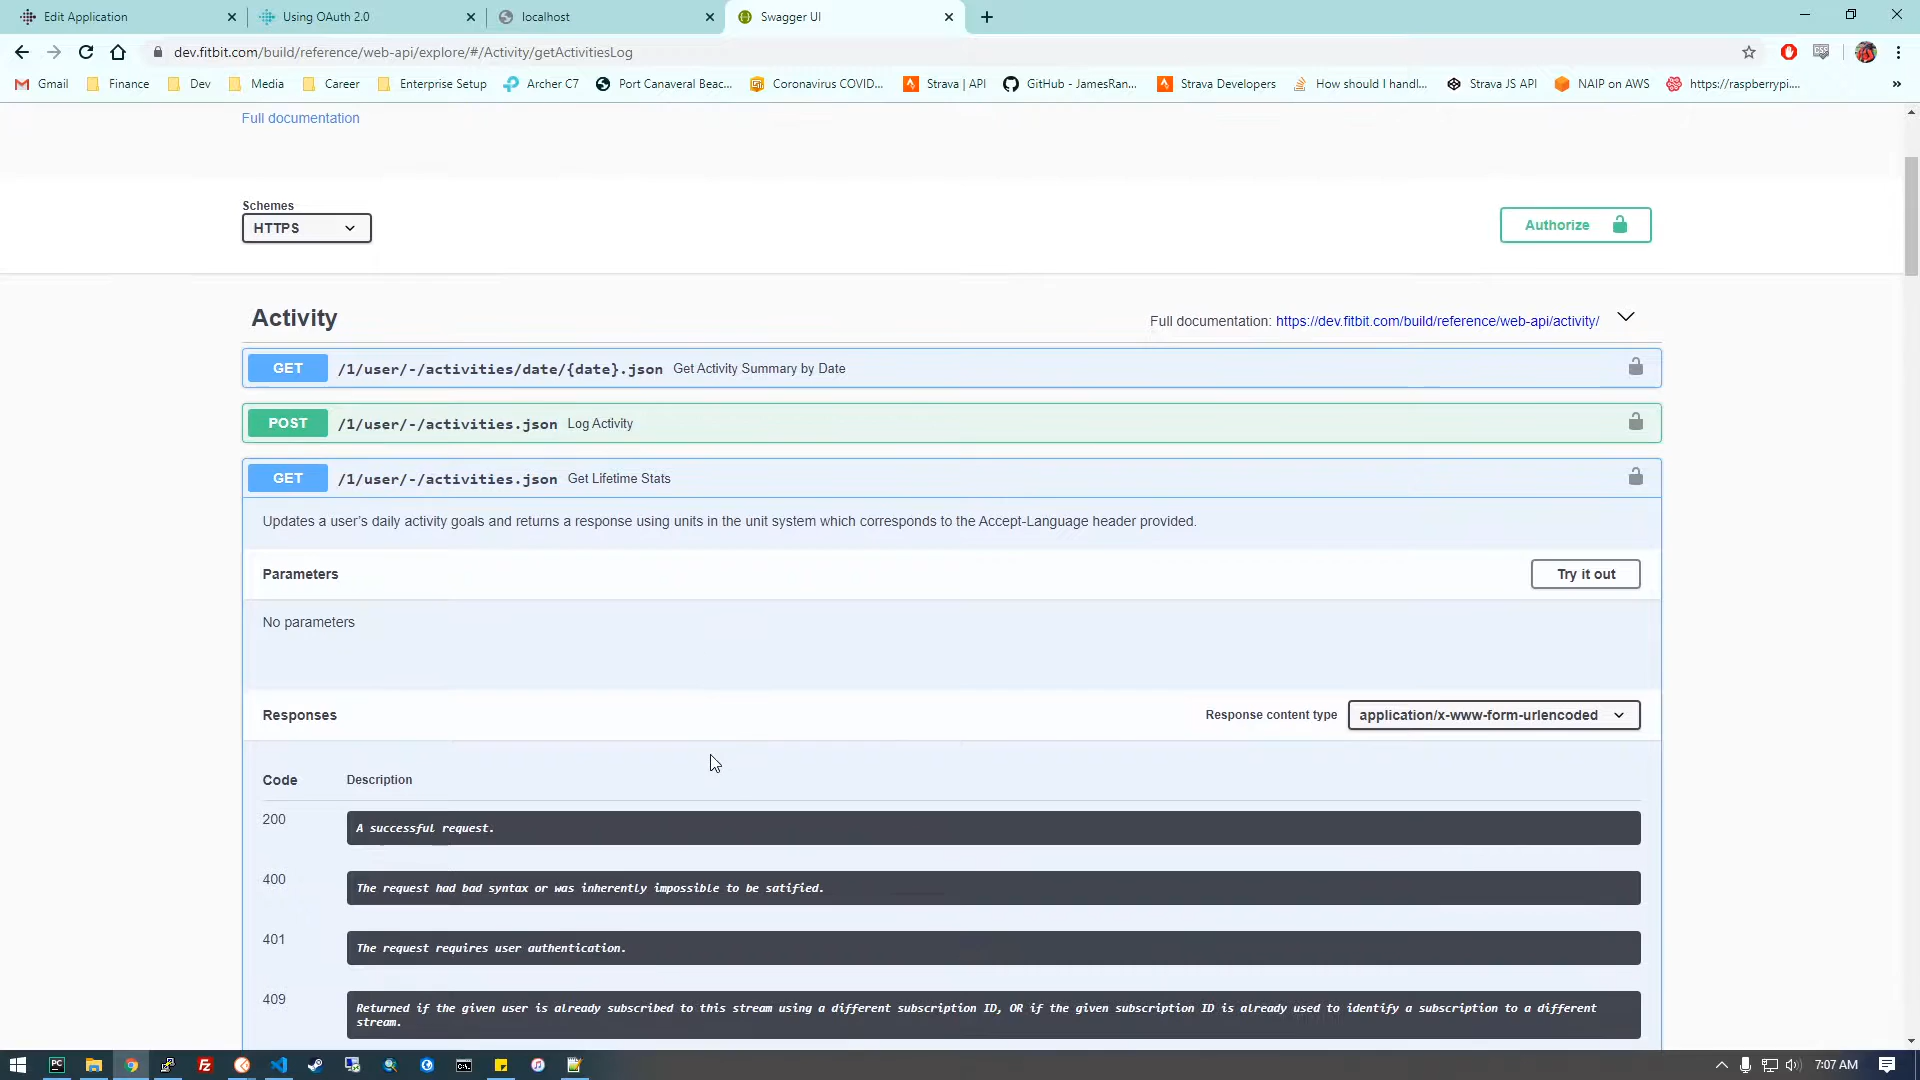 Edit Application
Using OAuth 2.0
localhost
Swagger UI
dev.fitbit.com/build/reference/web-api/explore/#/Activity/getActivitiesLog
Gmail
Finance
Dev
Media
Career
Enterprise Setup
Archer C7
Port Canaveral Beac...
Coronavirus COVID...
Strava | API
GitHub - JamesRan...
Strava Developers
How should I handl...
Strava JS API
NAIP on AWS
https://raspberrypi....
»
Full documentation
Schemes
HTTPS
Authorize
Activity
Full documentation: https://dev.fitbit.com/build/reference/web-api/activity/
GET /1/user/-/activities/date/{date}.json Get Activity Summary by Date
POST /1/user/-/activities.json Log Activity
GET /1/user/-/activities.json Get Lifetime Stats
Updates a user's daily activity goals and returns a response using units in the unit system which corresponds to the Accept-Language header provided.
Parameters
Try it out
No parameters
Responses
Response content type
application/x-www-form-urlencoded
Code Description
200 A successful request.
400 The request had bad syntax or was inherently impossible to be satified.
401 The request requires user authentication.
409 Returned if the given user is already subscribed to this stream using a different subscription ID, OR if the given subscription ID is already used to identify a subscription to a different
stream.
7:07 AM